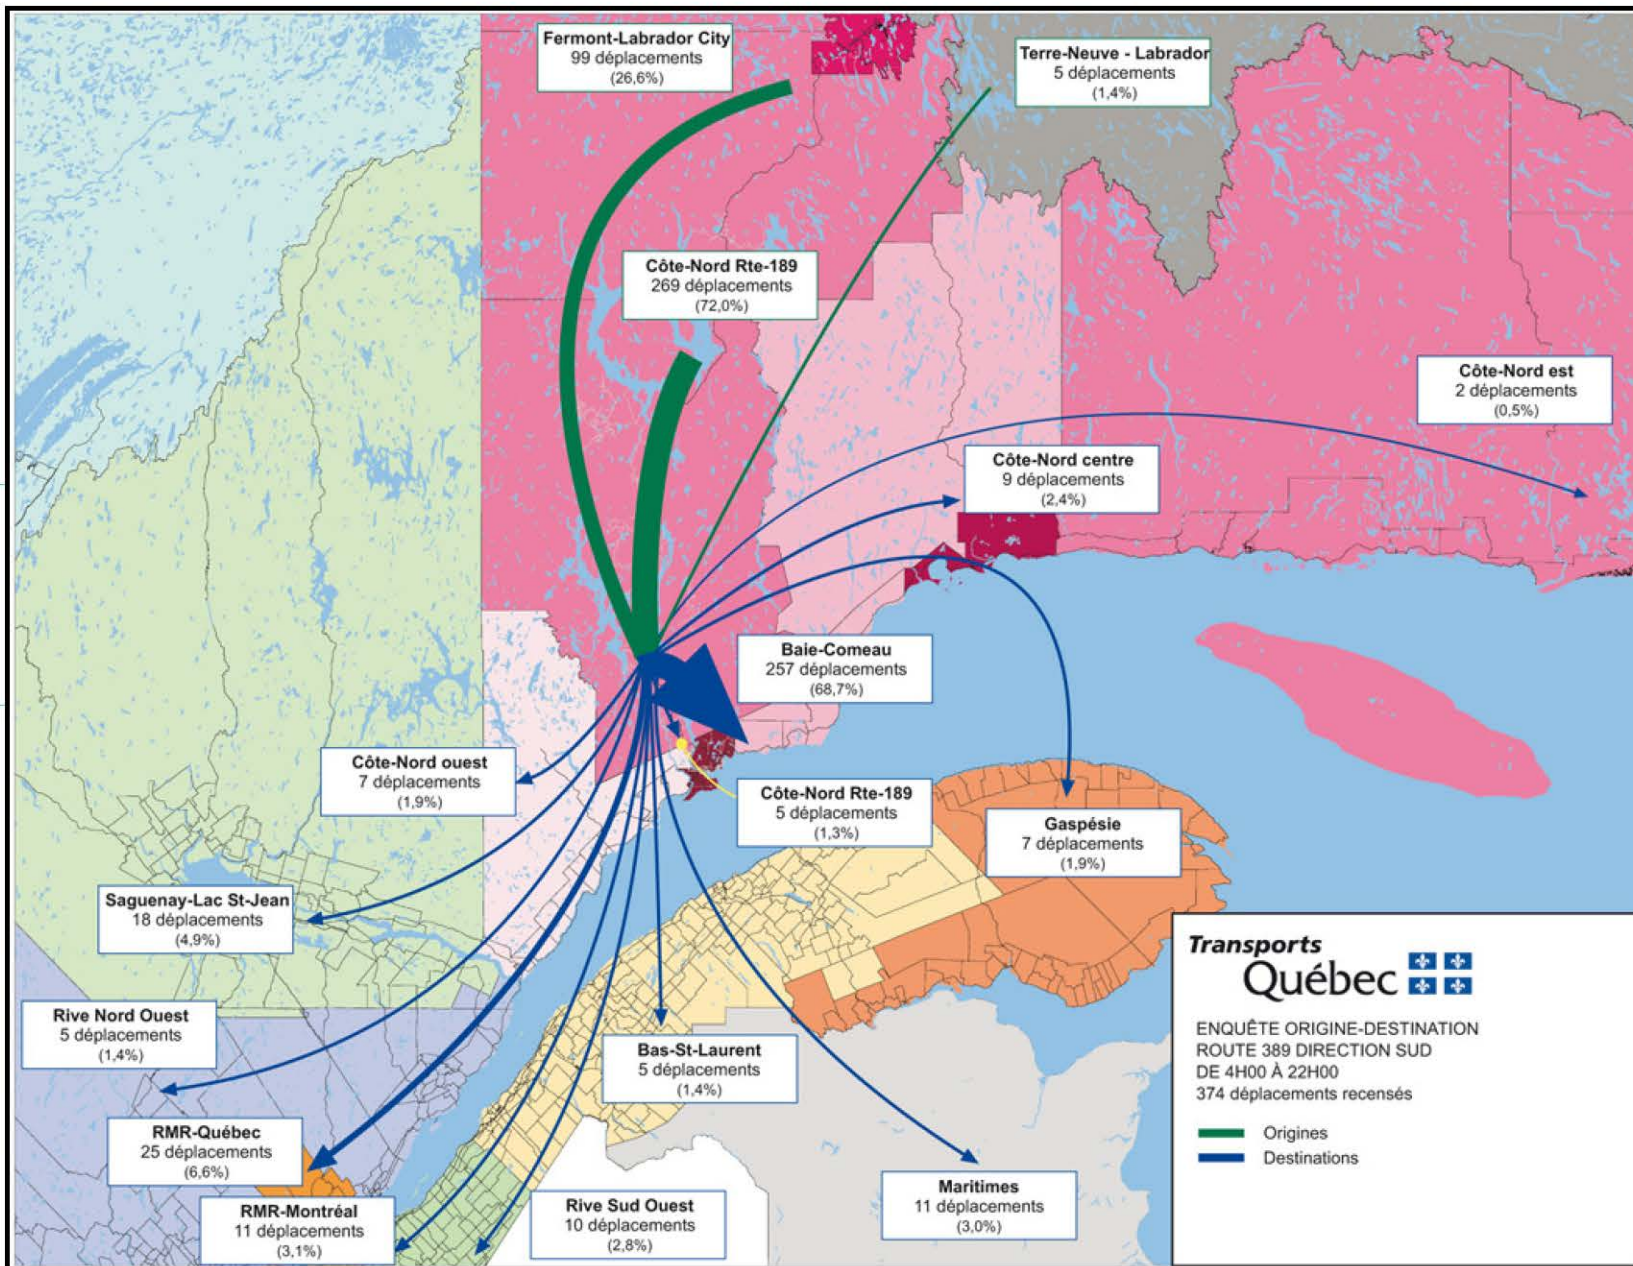 Fermont-Labrador City
99 déplacements
(26,6%)
Terre-Neuve - Labrador
5 déplacements
(1,4%)
Côte-Nord Rte-189
269 déplacements
(72,0%)
Côte-Nord est
2 déplacements
(0,5%)
Côte-Nord centre
9 déplacements
(2,4%)
Baie-Comeau
257 déplacements
(68,7%)
Côte-Nord ouest
7 déplacements
(1,9%)
Côte-Nord Rte-189
5 déplacements
(1,3%)
Gaspésie
7 déplacements
(1,9%)
Saguenay-Lac St-Jean
18 déplacements
(4,9%)
Rive Nord Ouest
5 déplacements
(1,4%)
Bas-St-Laurent
5 déplacements
(1,4%)
RMR-Québec
25 déplacements
(6,6%)
RMR-Montréal
11 déplacements
(3,1%)
Rive Sud Ouest
10 déplacements
(2,8%)
Maritimes
11 déplacements
(3,0%)
Transports
Québec
ENQUÊTE ORIGINE-DESTINATION
ROUTE 389 DIRECTION SUD
DE 4H00 À 22H00
374 déplacements recensés
Origines
Destinations